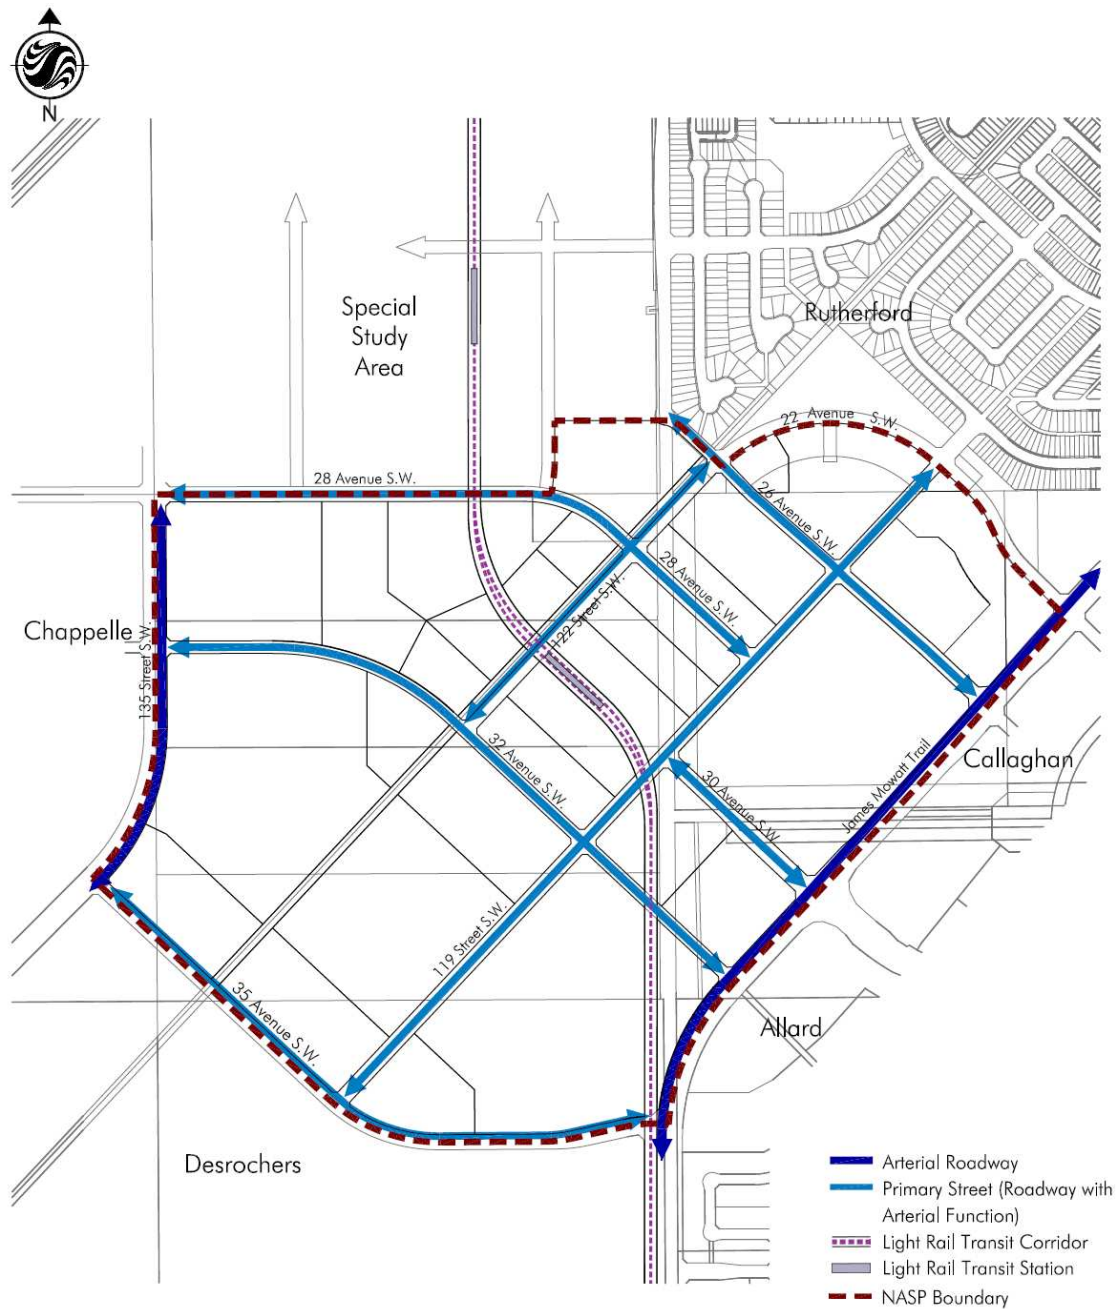 N
Special
Study
Area
Rutherford
22 Avenue S.W.
28 Avenue S.W.
26 Avenue S.W.
28 Avenue S.W.
122 Street S.W.
Chappelle
135 Street S.W.
32 Avenue S.W.
30 Avenue S.W.
James Mowatt Trail
Callaghan
119 Street S.W.
35 Avenue S.W.
Allard
Desrochers
Arterial Roadway
Primary Street (Roadway with
Arterial Function)
Light Rail Transit Corridor
Light Rail Transit Station
NASP Boundary